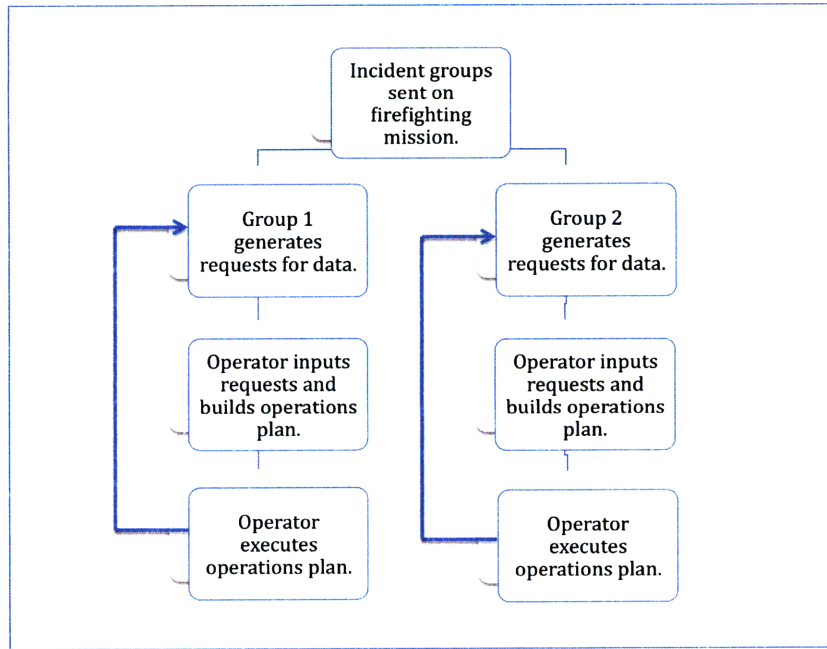 Incident groups
sent on
firefighting
mission.
Group 1
generates
requests for data.
Group 2
generates
requests for data.
Operator inputs
requests and
builds operations
plan.
Operator inputs
requests and
builds operations
plan.
Operator
executes
operations plan.
Operator
executes
operations plan.